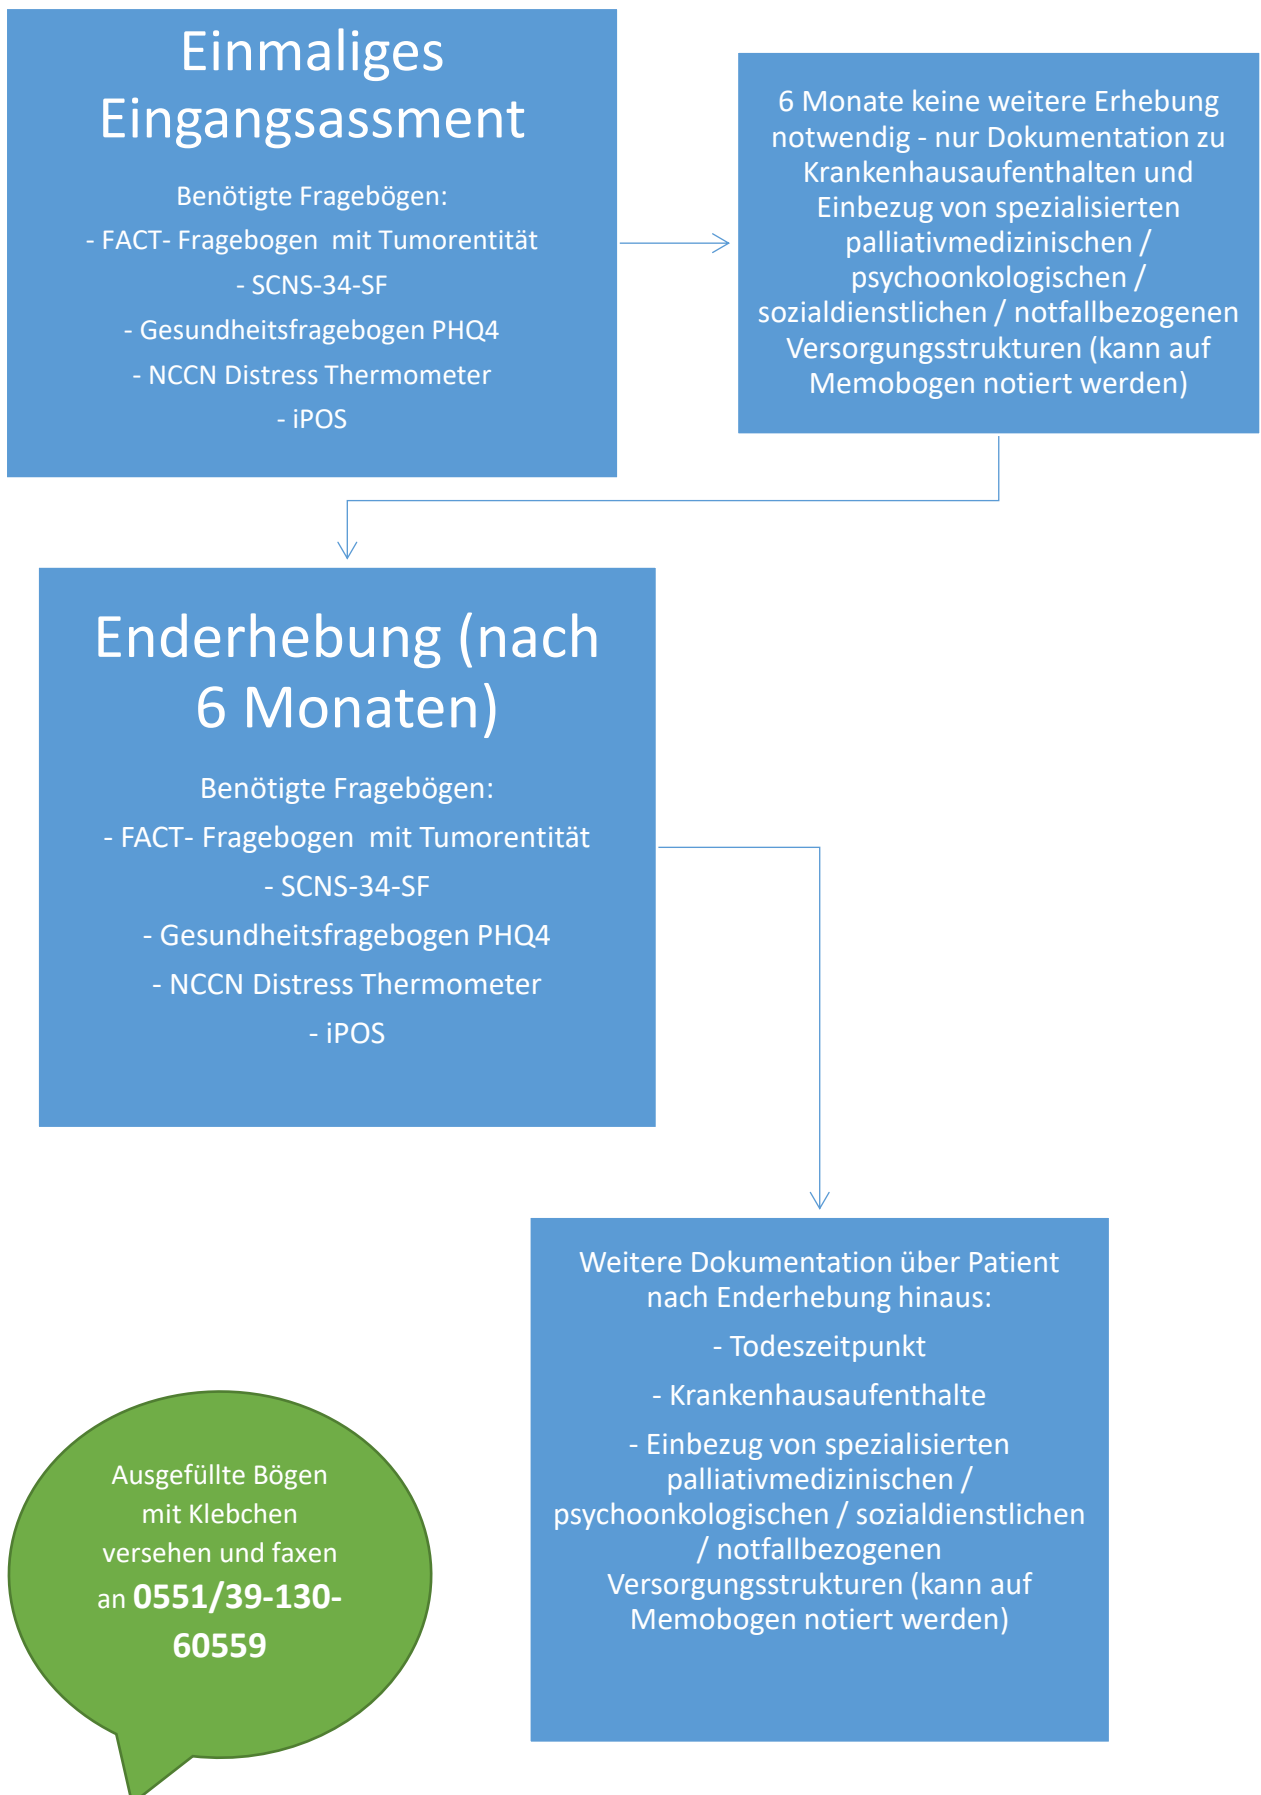 Einmaliges
Eingangsassment
Benötigte Fragebögen:
- FACT- Fragebogen  mit Tumorentität
- SCNS-34-SF
- Gesundheitsfragebogen PHQ4
- NCCN Distress Thermometer
- iPOS
6 Monate keine weitere Erhebung
notwendig - nur Dokumentation zu
Krankenhausaufenthalten und
Einbezug von spezialisierten
palliativmedizinischen /
psychoonkologischen /
sozialdienstlichen / notfallbezogenen
Versorgungsstrukturen (kann auf
Memobogen notiert werden)
Enderhebung (nach
6 Monaten)
Benötigte Fragebögen:
- FACT- Fragebogen  mit Tumorentität
- SCNS-34-SF
- Gesundheitsfragebogen PHQ4
- NCCN Distress Thermometer
- iPOS
Weitere Dokumentation über Patient
nach Enderhebung hinaus:
- Todeszeitpunkt
- Krankenhausaufenthalte
- Einbezug von spezialisierten
palliativmedizinischen /
psychoonkologischen / sozialdienstlichen
/ notfallbezogenen
Versorgungsstrukturen (kann auf
Memobogen notiert werden)
Ausgefüllte Bögen
mit Klebchen
versehen und faxen
an 0551/39-130-
60559